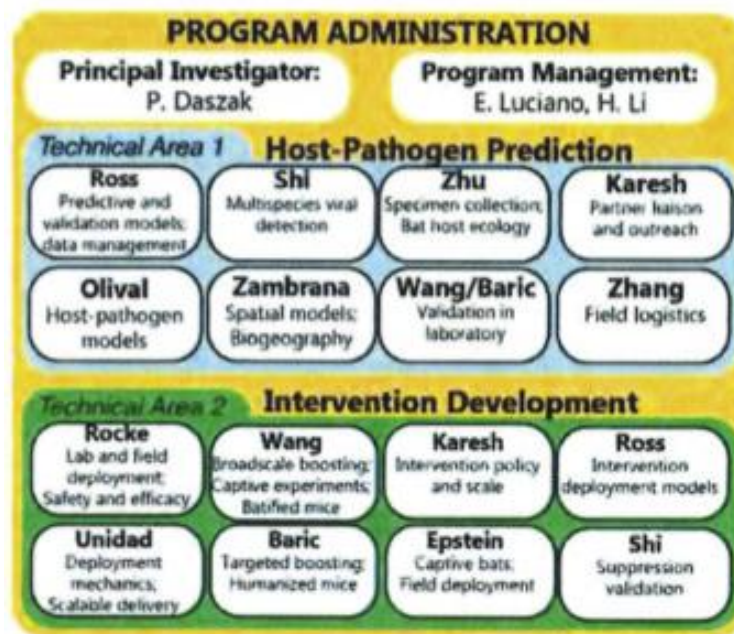 PROGRAM ADMINISTRATION
Principal Investigator:
P. Daszak
Program Management:
E. Luciano, H. Li
Technical Area 1
Host-Pathogen Prediction
Ross
Predictive and
validation models;
data management
Shi
Multispecies viral
detection
Zhu
Specimen collection;
Bat host ecology
Karesh
Partner liaison
and outreach
Olival
Host-pathogen
models
Zambrana
Spatial models;
Biogeography
Wang/Baric
Validation in
laboratory
Zhang
Field logistics
Technical Area 2
Intervention Development
Rocke
Lab and field
deployment;
Safety and efficacy
Wang
Broadscale boosting;
Captive experiments;
Batified mice
Karesh
Intervention policy
and scale
Ross
Intervention
deployment models
Unidad
Deployment
mechanics;
Scalable delivery
Baric
Targeted boosting;
Humanized mice
Epstein
Captive bats;
Field deployment
Shi
Suppression
validation